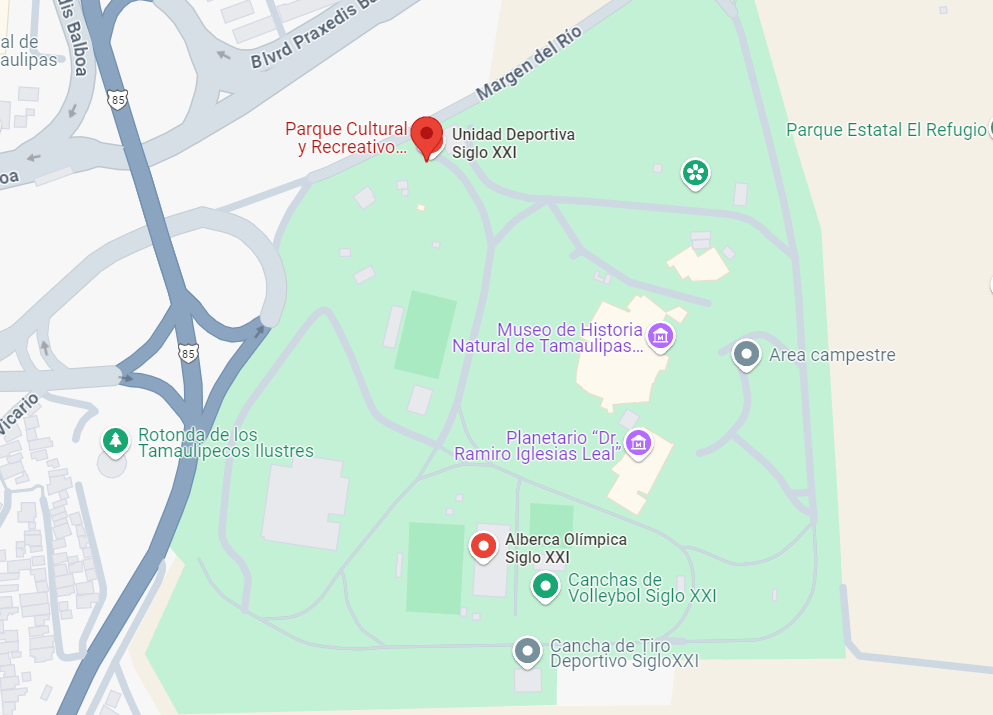 dis Balboa
al de
aulipas
85
Blvrd Praxedis Ba
Margen del Río
oa
Parque Cultural
y Recreativo...
Unidad Deportiva
Siglo XXI
Parque Estatal El Refugio
Museo de Historia
Natural de Tamaulipas...
85
Area campestre
Vicario
Rotonda de los
Tamaulipecos Ilustres
Planetario “Dr.
Ramiro Iglesias Leal”
Alberca Olímpica
Siglo XXI
Canchas de
Volleybol Siglo XXI
Cancha de Tiro
Deportivo SigloXXI